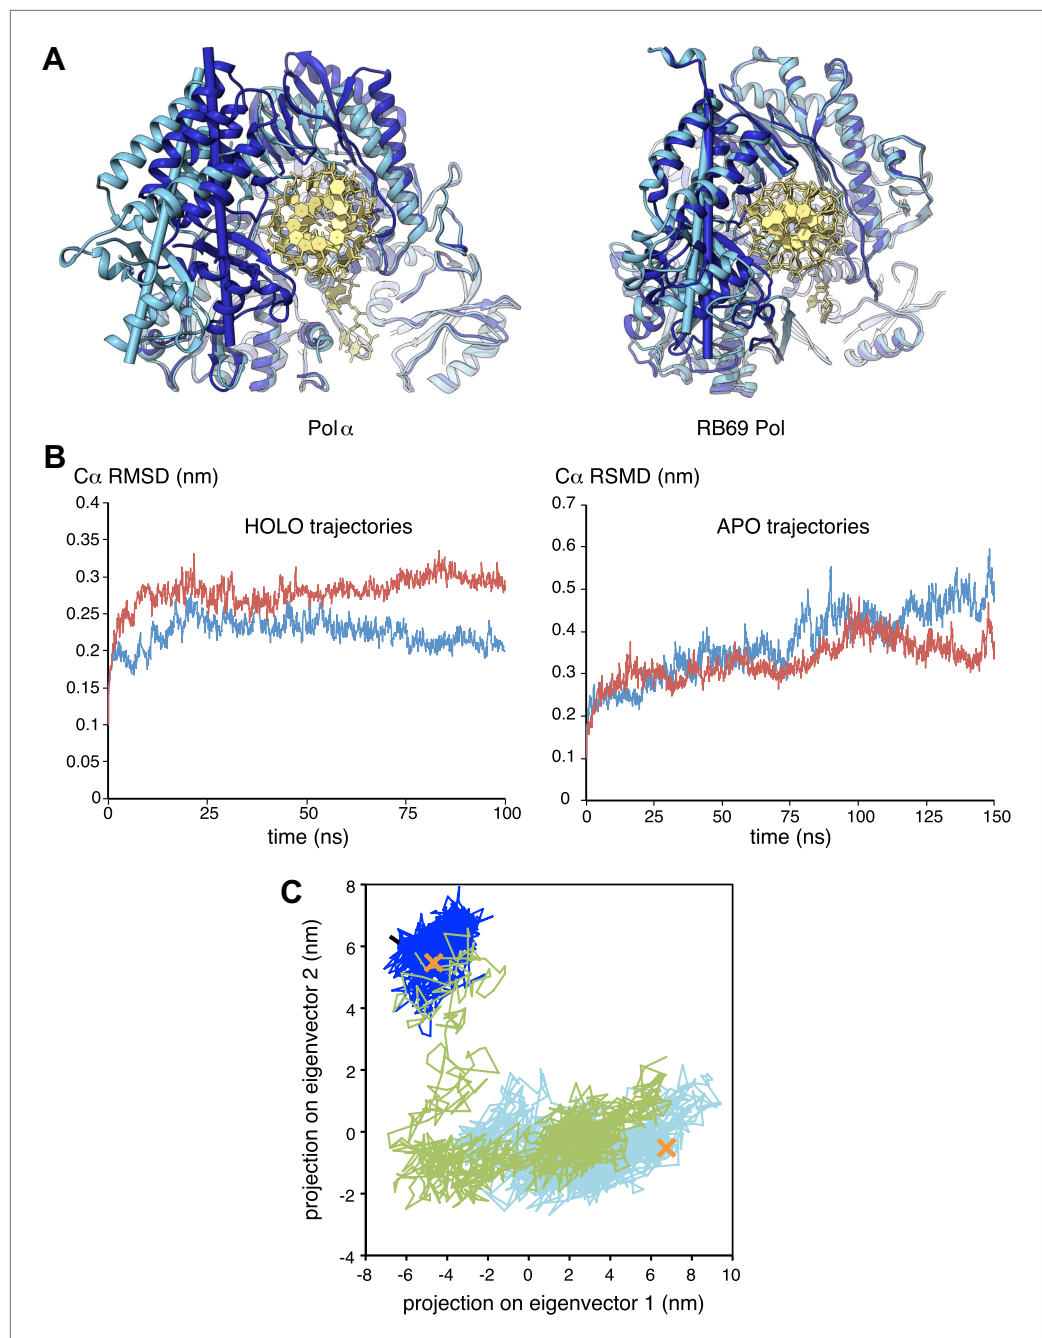 A
Pol α
RB69 Pol
B
Cα RMSD (nm)
Cα RSMD (nm)
HOLO trajectories
APO trajectories
0.4
0.35
0.3
0.25
0.2
0.15
0.1
0.05
0
0 25 50 75 100
time (ns)
0.7
0.6
0.5
0.4
0.3
0.2
0.1
0
0 25 50 75 100 125 150
time (ns)
C
projection on eigenvector 2 (nm)
8
6
4
2
0
-2
-4
-8 -6 -4 -2 0 2 4 6 8 10
projection on eigenvector 1 (nm)